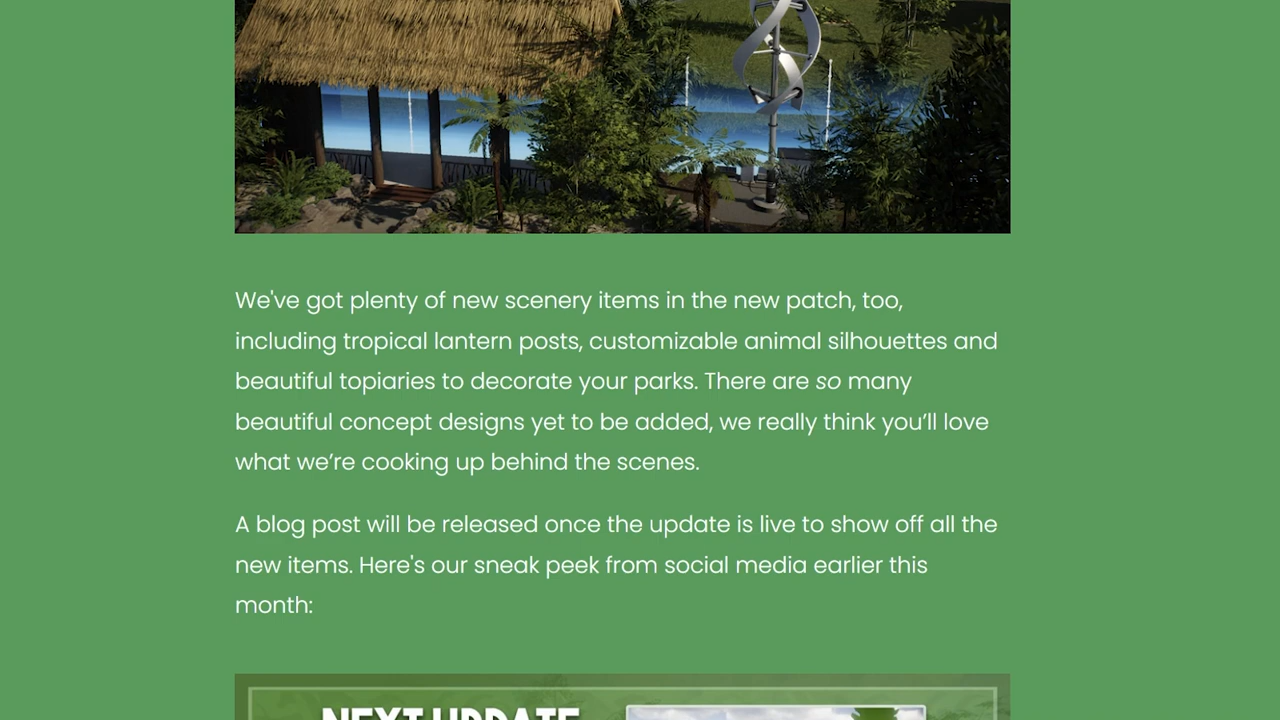 We've got plenty of new scenery items in the new patch, too,
including tropical lantern posts, customizable animal silhouettes and
beautiful topiaries to decorate your parks. There are so many
beautiful concept designs yet to be added, we really think you’ll love
what we’re cooking up behind the scenes.
A blog post will be released once the update is live to show off all the
new items. Here's our sneak peek from social media earlier this
month:
NEXT UPDATE